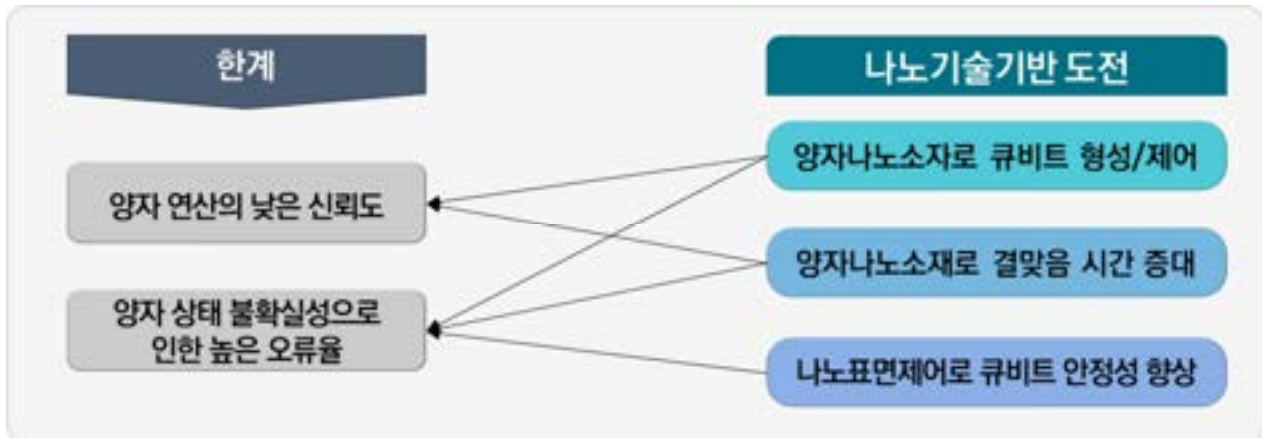 한계
양자 연산의 낮은 신뢰도
양자 상태 불확실성으로
인한 높은 오류율
나노기술기반 도전
양자나노소자로 큐비트 형성/제어
양자나노소재로 결맞음 시간 증대
나노표면제어로 큐비트 안정성 향상